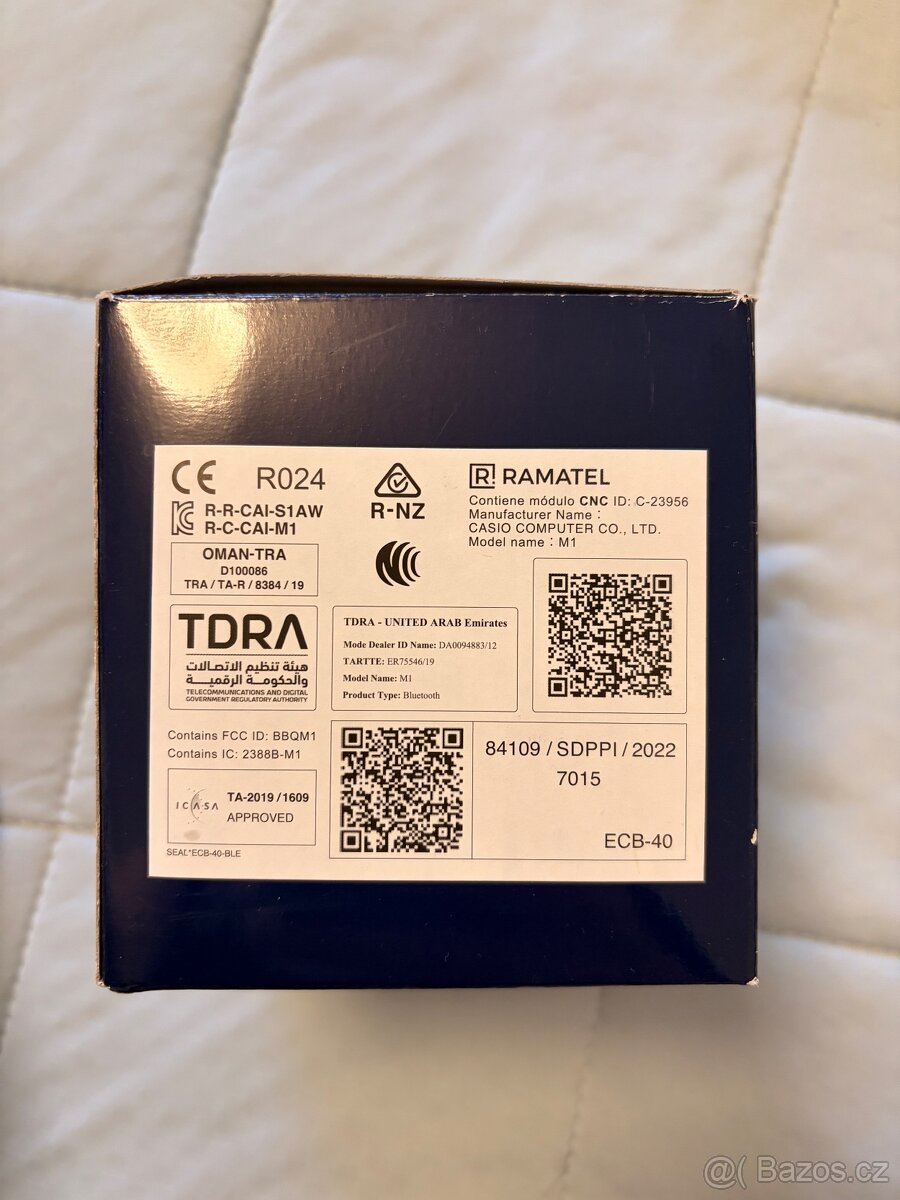 CE R024
R-R-CAI-S1AW
R-C-CAI-M1
R-NZ
R RAMATEL
Contiene módulo CNC ID: C-23956
Manufacturer Name :
CASIO COMPUTER CO., LTD.
Model name : M1
OMAN-TRA
D100086
TRA / TA-R / 8384 / 19
TDRA
هيئة تنظيم الاتصالات
والحكومة الرقمية
TELECOMMUNICATIONS AND DIGITAL
GOVERNMENT REGULATORY AUTHORITY
TDRA - UNITED ARAB Emirates
Mode Dealer ID Name: DA0094883/12
TARTTE: ER75546/19
Model Name: M1
Product Type: Bluetooth
Contains FCC ID: BBQM1
Contains IC: 2388B-M1
ICASA
TA-2019 / 1609
APPROVED
SEAL*ECB-40-BLE
84109 / SDPPI / 2022
7015
ECB-40
@( Bazos.cz